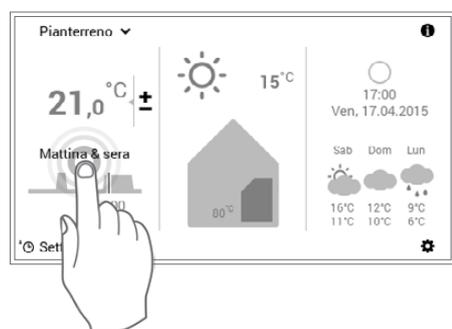 Pianterreno
21,0 °C ±
Mattina & sera
15°C
80°C
17:00
Ven, 17.04.2015
Sab Dom Lun
16°C 12°C 9°C
11°C 10°C 6°C